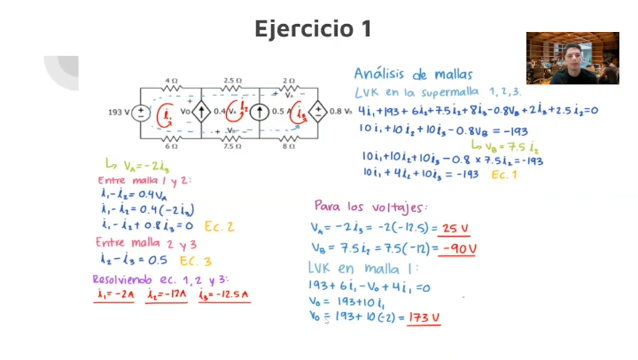 Ejercicio 1
4 Ω
2.5 Ω
2 Ω
193 V
Vo
0.4 Vₐ
0.5 A
0.8 V
i₁
i₂
i₃
6 Ω
7.5 Ω
8 Ω
↳ VA = -2i₃
Entre malla 1 y 2:
i₁ - i₂ = 0.4VA
i₁ - i₂ = 0.4(-2i₃)
i₁ - i₂ + 0.8i₃ = 0 Ec. 2
Entre malla 2 y 3
i₂ - i₃ = 0.5 Ec. 3
Resolviendo ec. 1, 2 y 3:
i₁ = -2A i₂ = -12A i₃ = -12.5A
Análisis de mallas
LVK en la supermalla 1, 2, 3.
4i₁ + 193 + 6i₁ + 7.5i₂ + 8i₃ - 0.8VB + 2i₃ + 2.5i₂ = 0
10i₁ + 10i₂ + 10i₃ - 0.8VB = -193
↳ VB = 7.5i₂
10i₁ + 10i₂ + 10i₃ - 0.8 x 7.5i₂ = -193
10i₁ + 4i₂ + 10i₃ = -193 Ec. 1
Para los voltajes:
VA = -2i₃ = -2(-12.5) = 25 V
VB = 7.5i₂ = 7.5(-12) = -90V
LVK en malla 1:
193 + 6i₁ - Vo + 4i₁ = 0
Vo = 193 + 10i₁
Vo = 193 + 10(-2) = 173 V